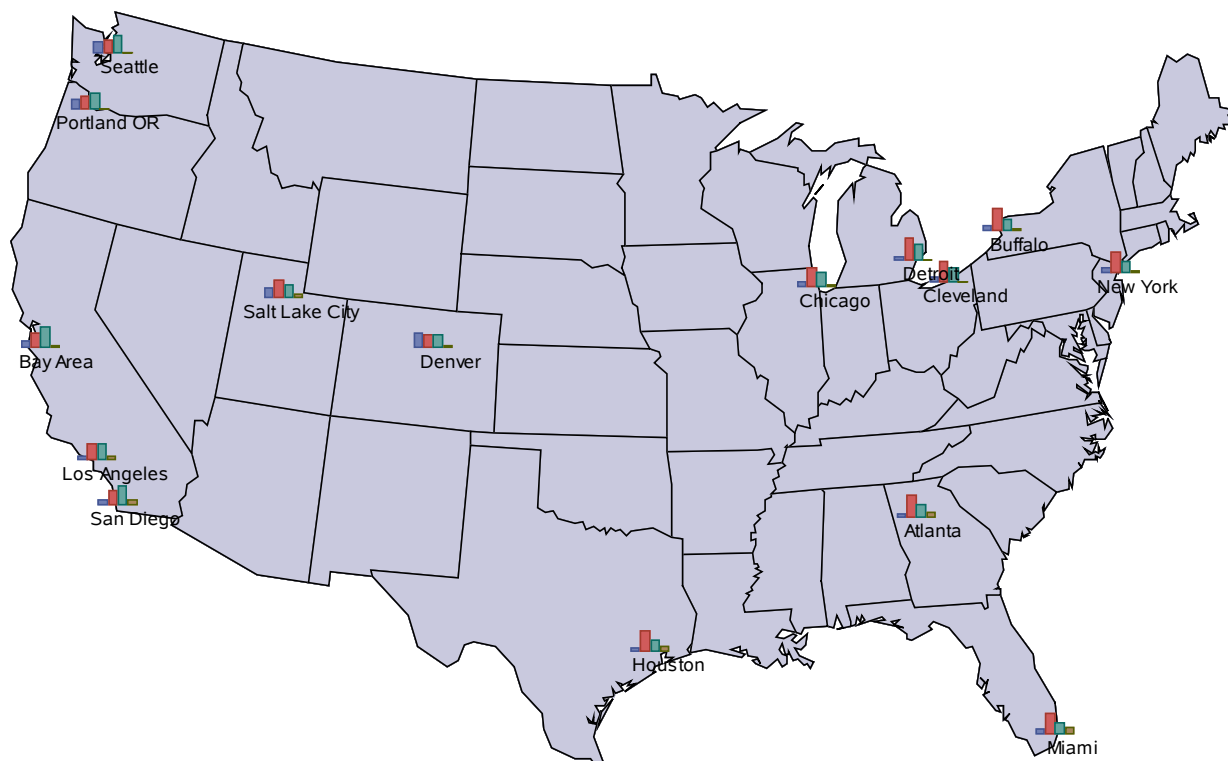 Seattle
Portland OR
Buffalo
Detroit
New York
Cleveland
Chicago
Salt Lake City
Bay Area
Denver
Los Angeles
San Diego
Atlanta
Houston
Miami